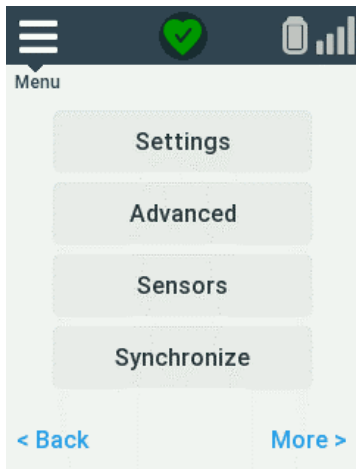 Menu
Settings
Advanced
Sensors
Synchronize
< Back More >